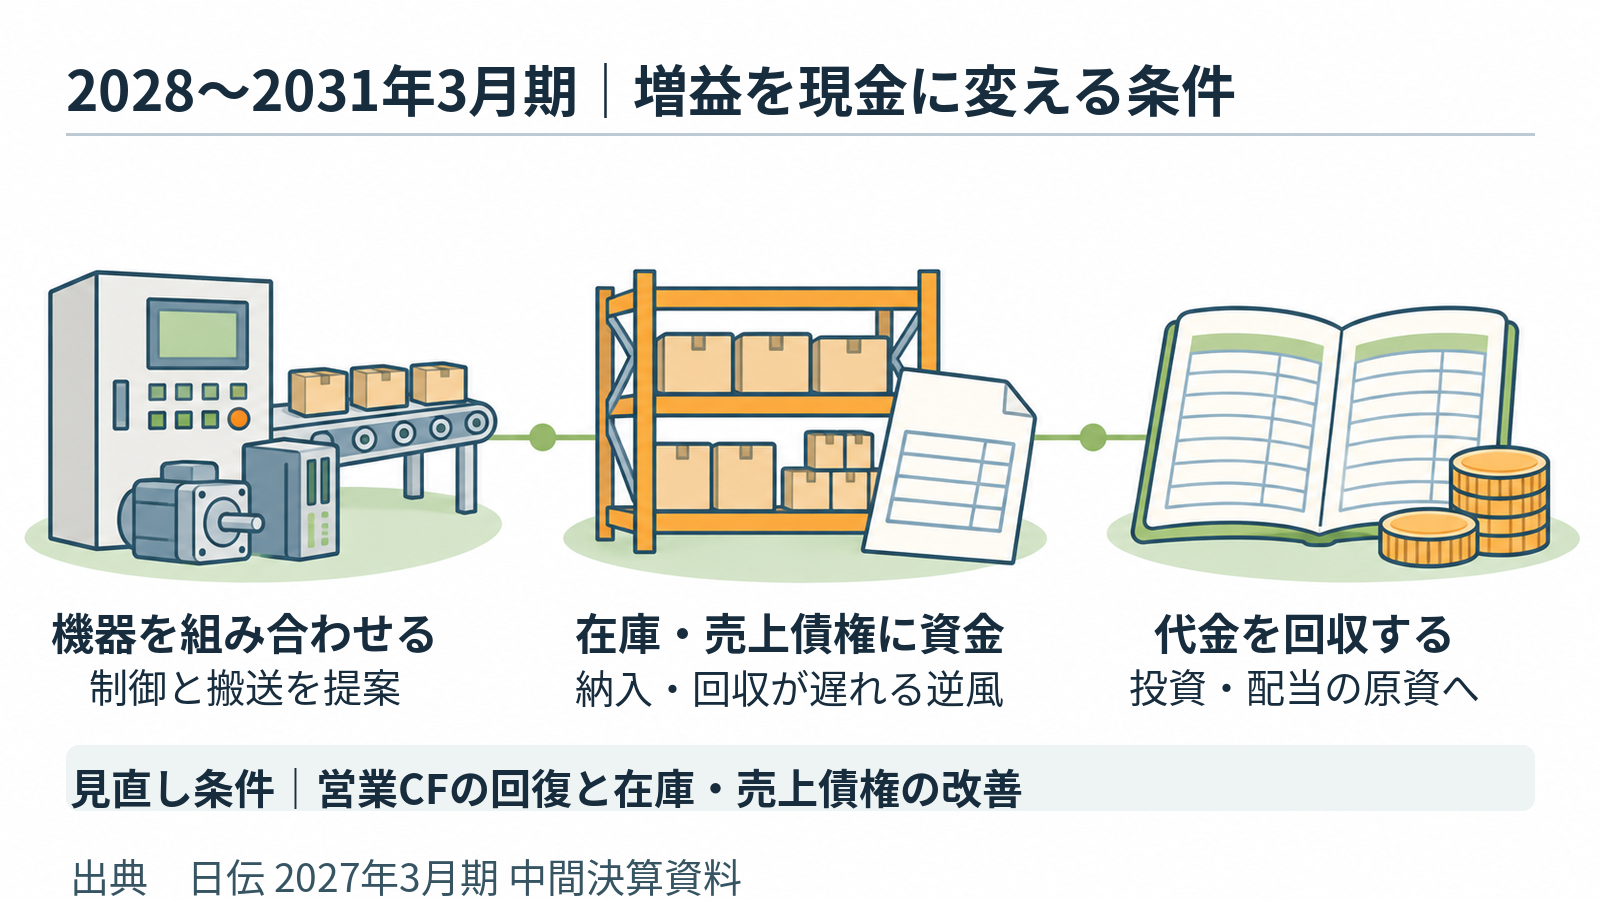 2028～2031年3月期｜増益を現金に変える条件
機器を組み合わせる
制御と搬送を提案
在庫・売上債権に資金
納入・回収が遅れる逆風
代金を回収する
投資・配当の原資へ
見直し条件｜営業CFの回復と在庫・売上債権の改善
出典　日伝 2027年3月期 中間決算資料